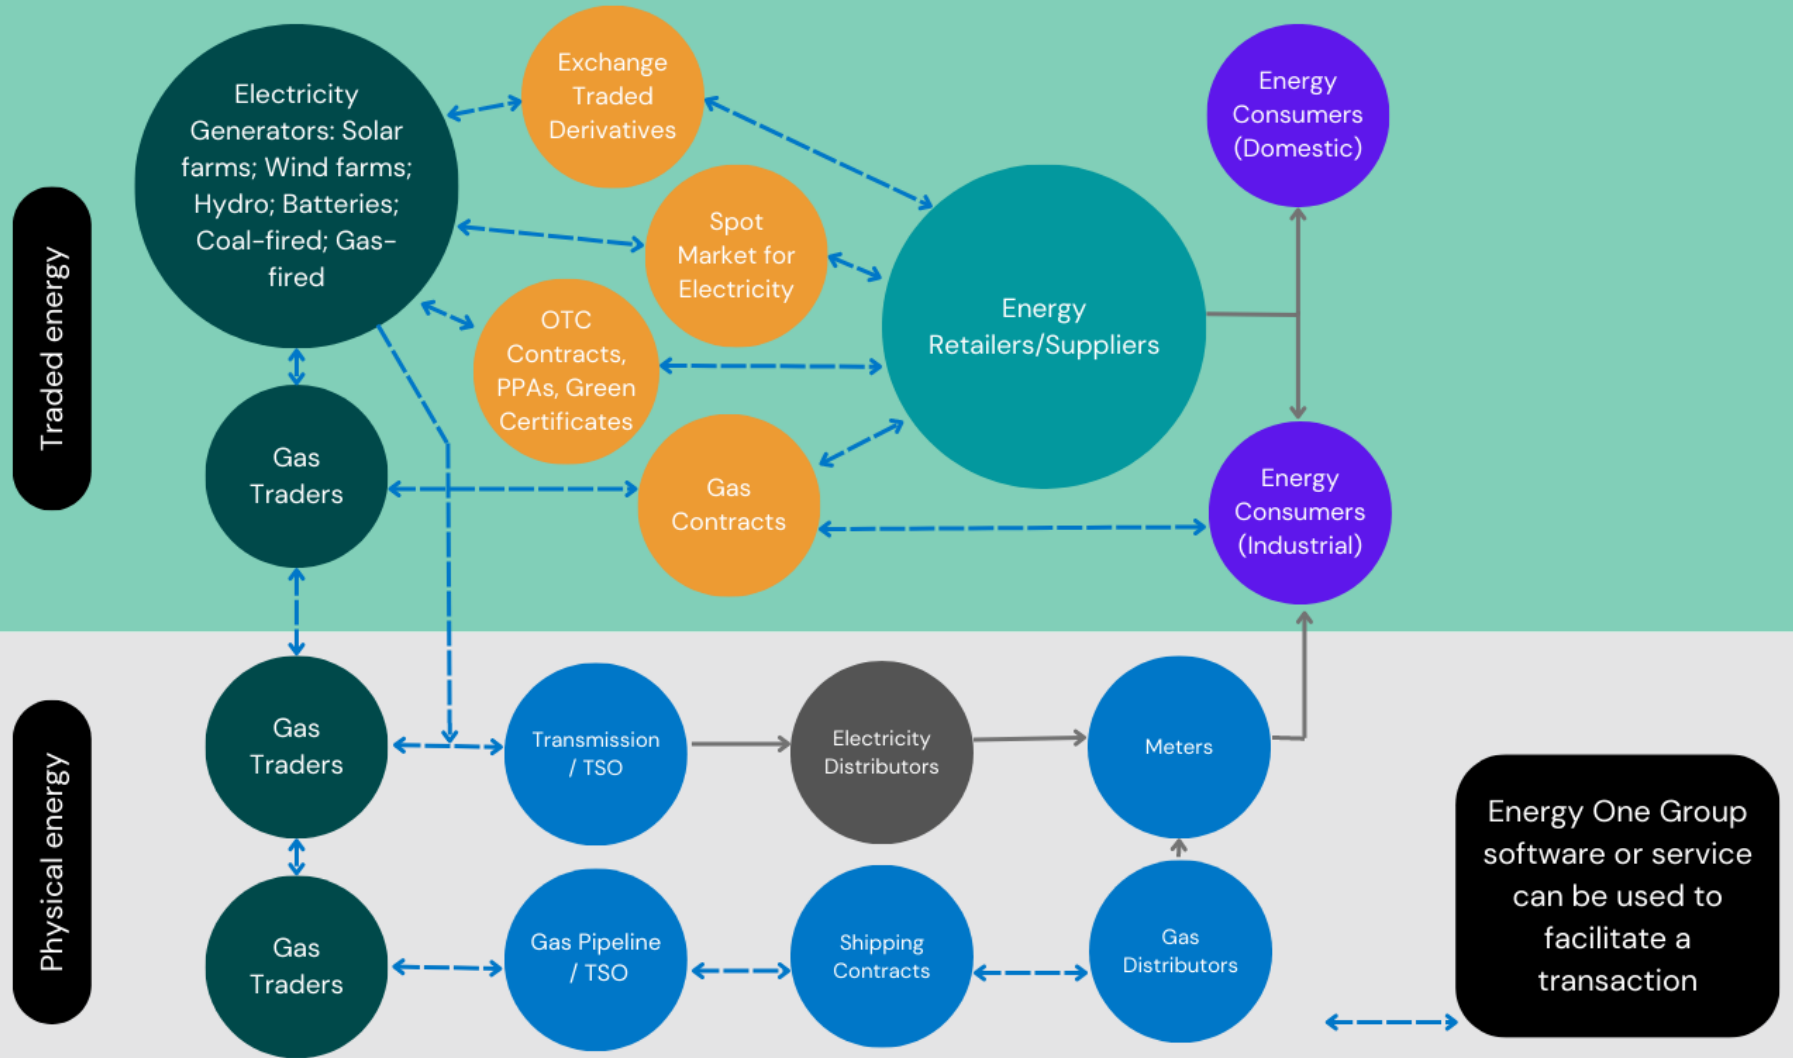 Traded energy
Electricity
Generators: Solar
farms; Wind farms;
Hydro; Batteries;
Coal-fired; Gas-
fired
Exchange
Traded
Derivatives
Spot
Market for
Electricity
OTC
Contracts,
PPAs, Green
Certificates
Gas
Traders
Gas
Contracts
Energy
Retailers/Suppliers
Energy
Consumers
(Domestic)
Energy
Consumers
(Industrial)
Physical energy
Gas
Traders
Transmission
/ TSO
Electricity
Distributors
Meters
Gas
Traders
Gas Pipeline
/ TSO
Shipping
Contracts
Gas
Distributors
Energy One Group
software or service
can be used to
facilitate a
transaction